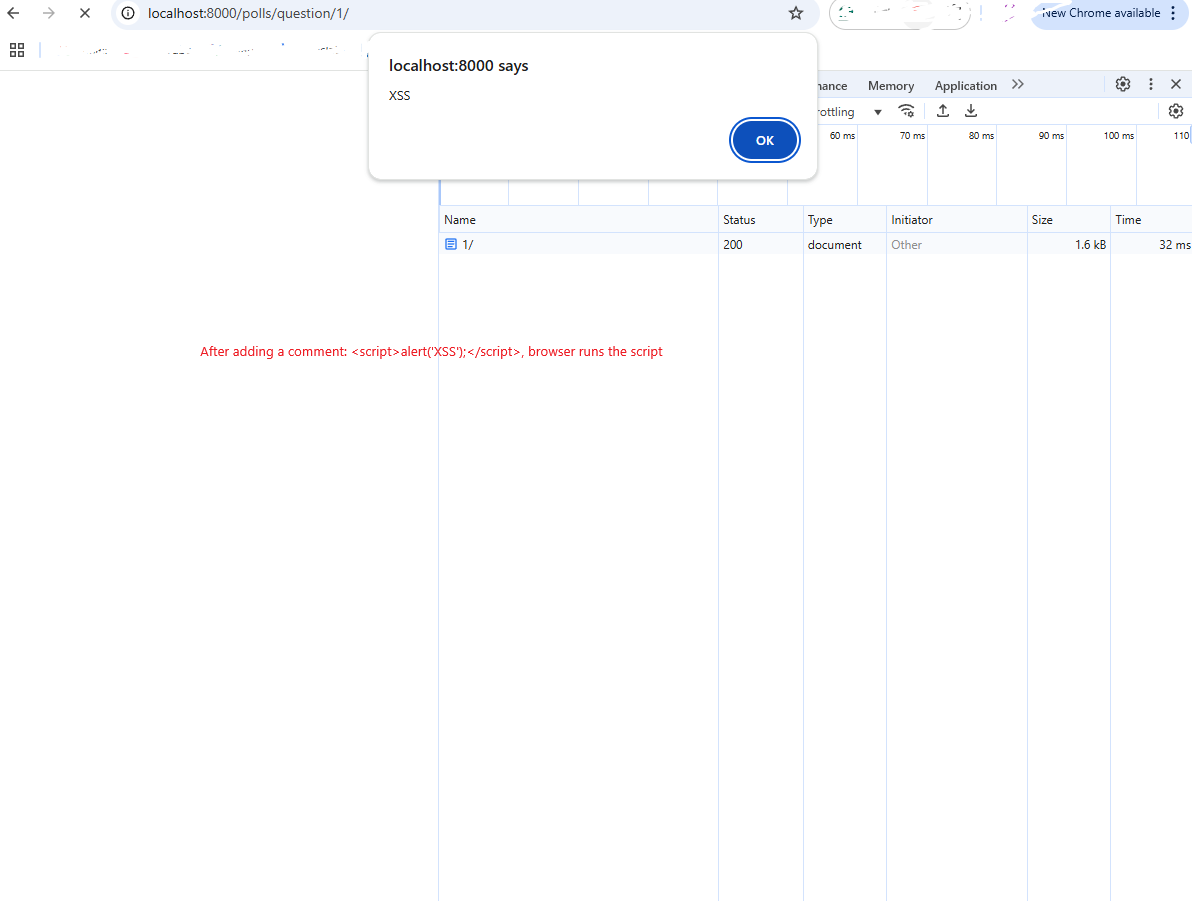 localhost:8000/polls/question/1/
New Chrome available
localhost:8000 says
XSS
OK
mance Memory Application
rottling
60 ms 70 ms 80 ms 90 ms 100 ms 110
Name Status Type Initiator Size Time
1/ 200 document Other 1.6 kB 32 ms
After adding a comment: <script>alert('XSS');</script>, browser runs the script